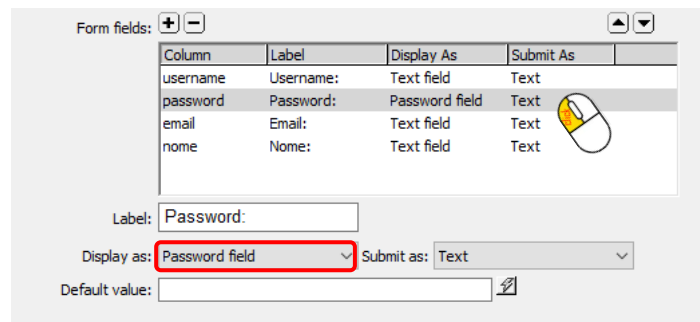 Form fields:
Column Label Display As Submit As
username Username: Text field Text
password Password: Password field Text
email Email: Text field Text
nome Nome: Text field Text
Label: Password:
Display as: Password field Submit as: Text
Default value: